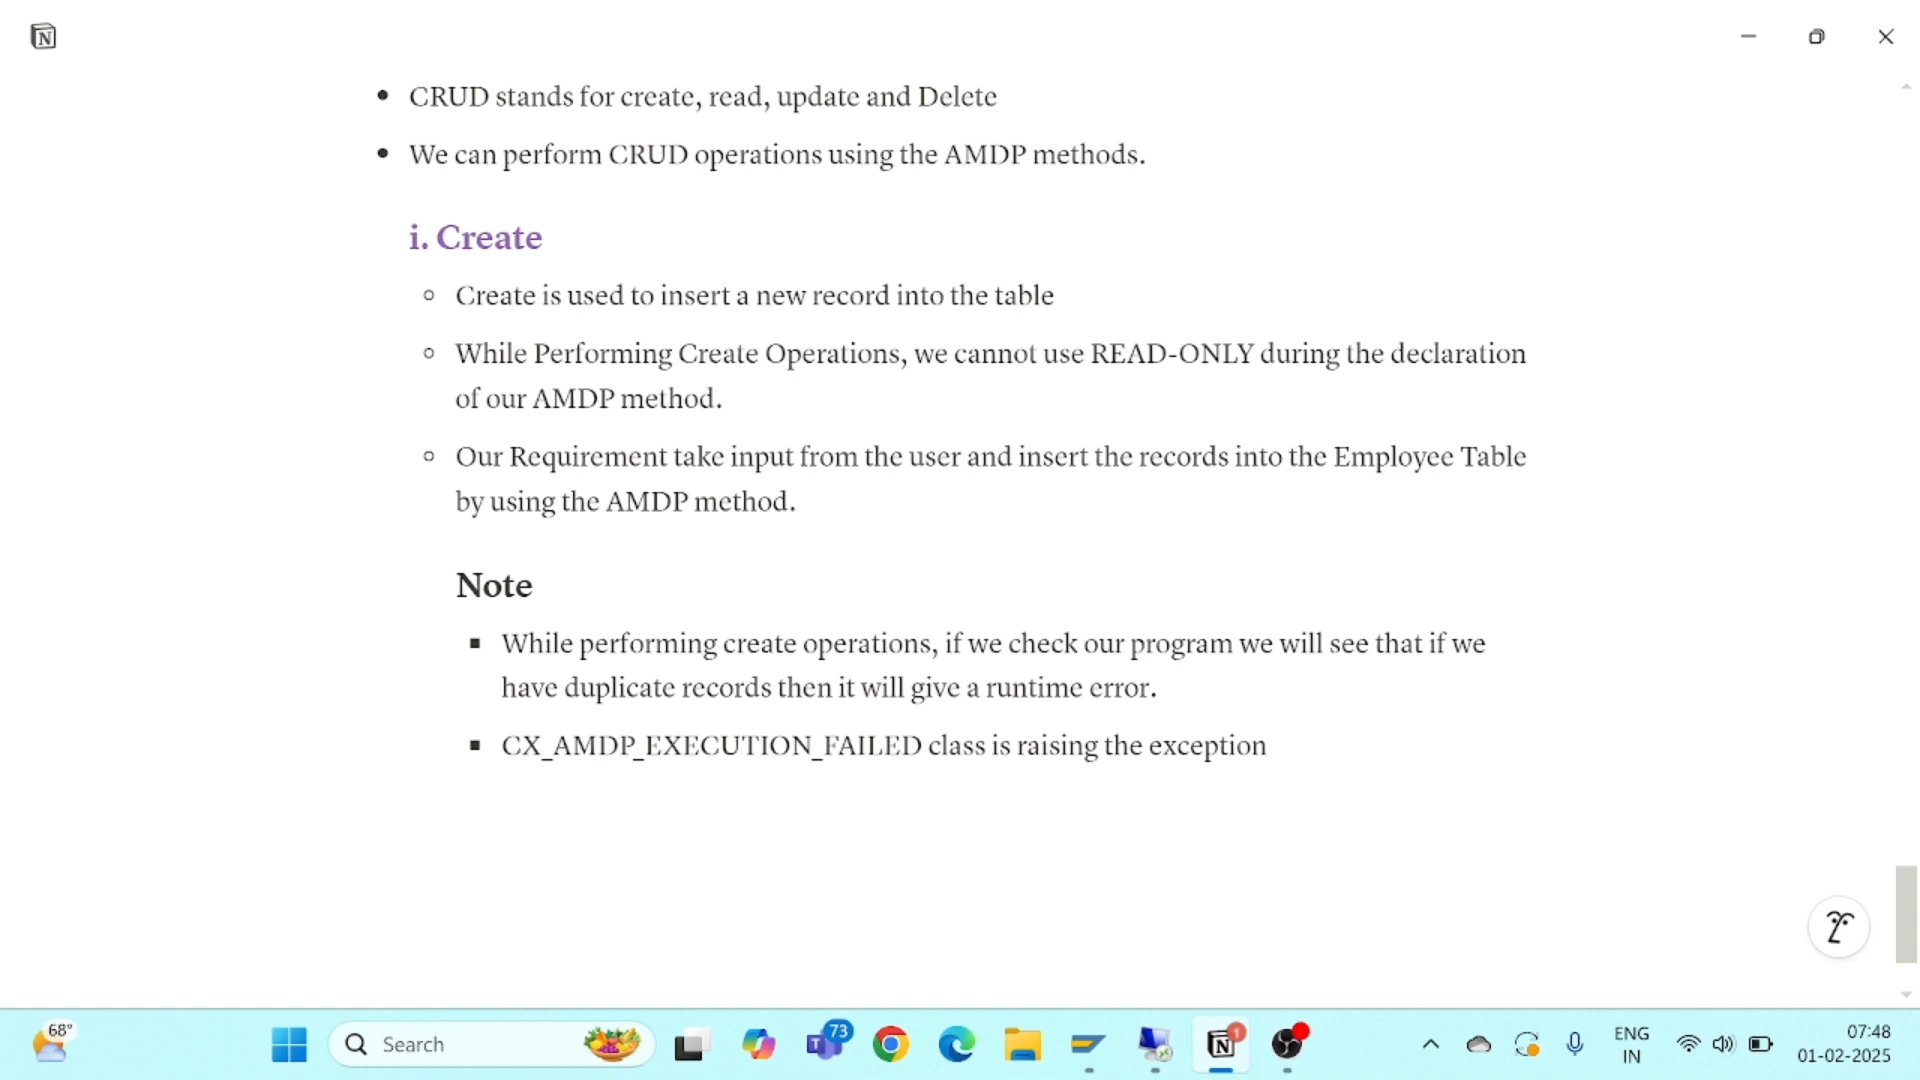 CRUD stands for create, read, update and Delete
We can perform CRUD operations using the AMDP methods.
i. Create
Create is used to insert a new record into the table
While Performing Create Operations, we cannot use READ-ONLY during the declaration
of our AMDP method.
Our Requirement take input from the user and insert the records into the Employee Table
by using the AMDP method.
Note
While performing create operations, if we check our program we will see that if we
have duplicate records then it will give a runtime error.
CX_AMDP_EXECUTION_FAILED class is raising the exception
68°
Search
73
1
ENG
IN
07:48
01-02-2025